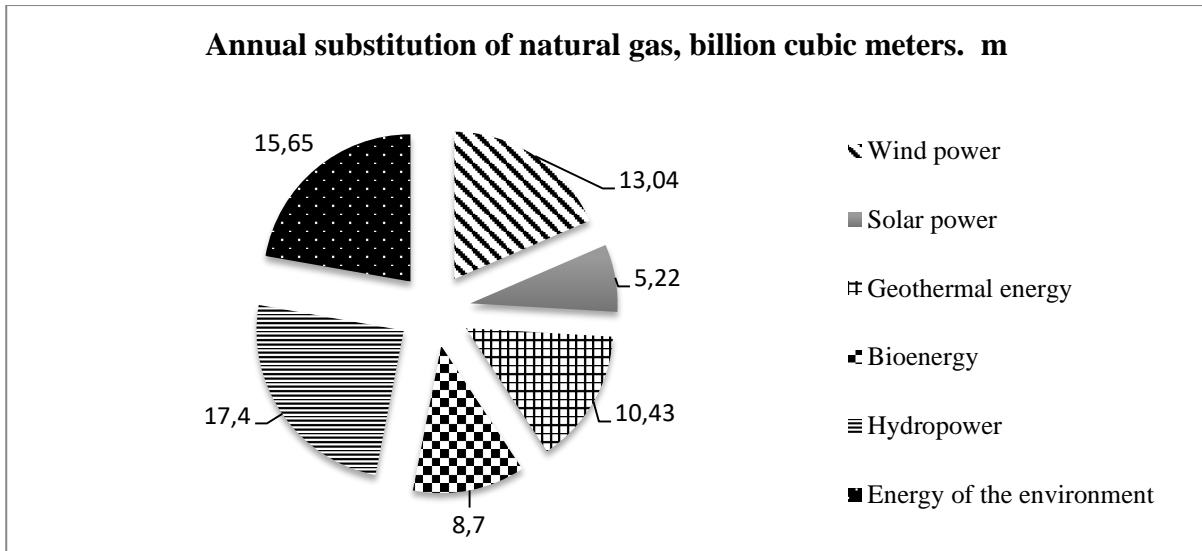 Annual substitution of natural gas, billion cubic meters. m
15,65
13,04
5,22
10,43
8,7
17,4
Wind power
Solar power
Geothermal energy
Bioenergy
Hydropower
Energy of the environment